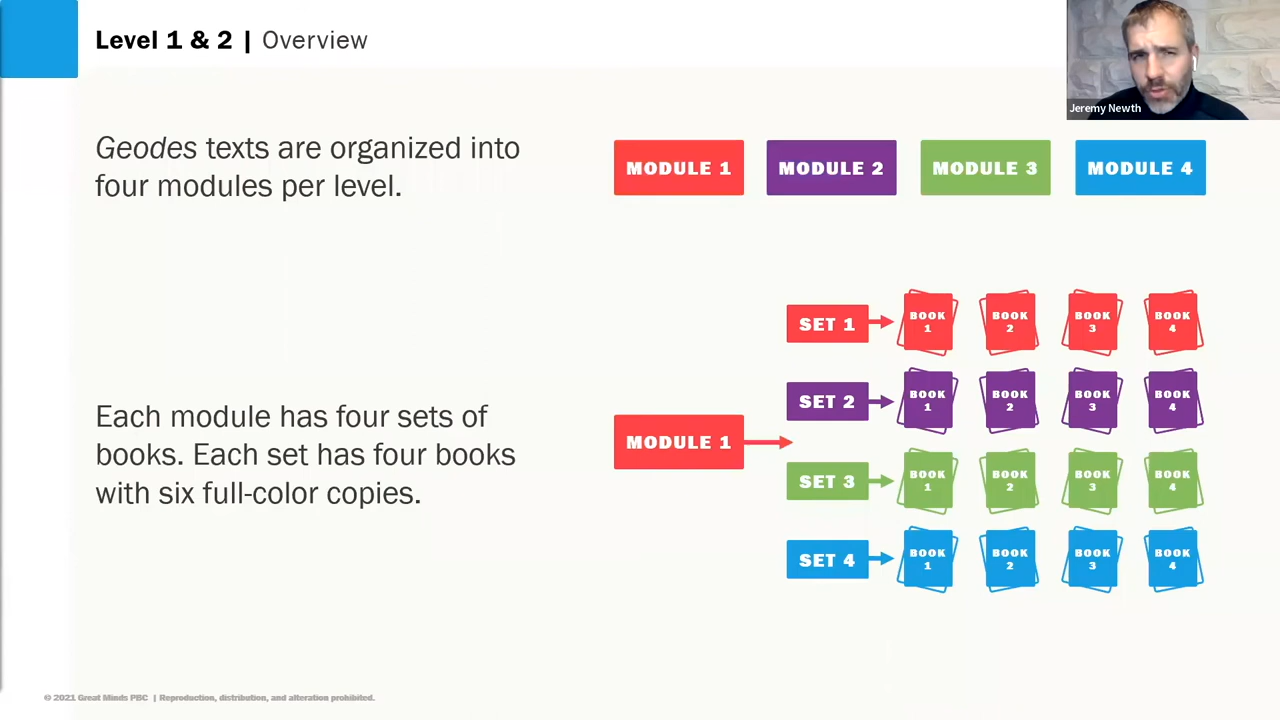 Level 1 & 2 | Overview
Jeremy Newth
Geodes texts are organized into
four modules per level.
MODULE 1 MODULE 2 MODULE 3 MODULE 4
SET 1 BOOK 1 BOOK 2 BOOK 3 BOOK 4
SET 2 BOOK 1 BOOK 2 BOOK 3 BOOK 4
Each module has four sets of
books. Each set has four books
with six full-color copies.
MODULE 1
SET 3 BOOK 1 BOOK 2 BOOK 3 BOOK 4
SET 4 BOOK 1 BOOK 2 BOOK 3 BOOK 4
© 2021 Great Minds PBC | Reproduction, distribution, and alteration prohibited.